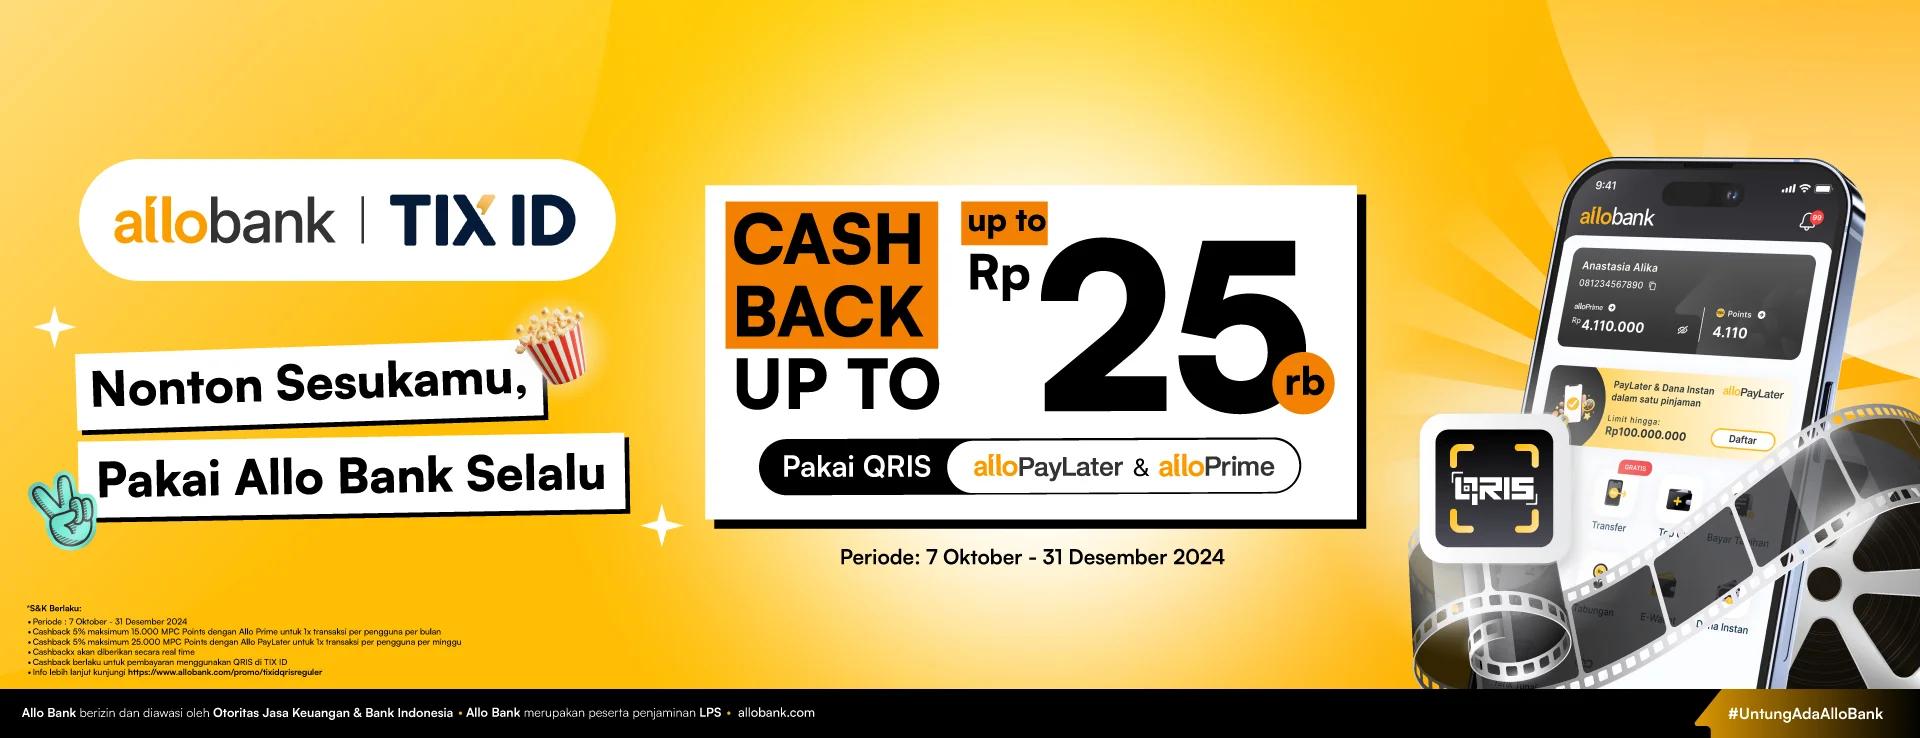 allobank | TIX ID
Nonton Sesukamu,
Pakai Allo Bank Selalu
CASH
BACK
UP TO
up to
Rp 25 rb
Pakai QRIS alloPayLater & alloPrime
Periode: 7 Oktober - 31 Desember 2024
*S&K Berlaku:
• Periode : 7 Oktober - 31 Desember 2024
• Cashback 5% maksimum 15.000 MPC Points dengan Allo Prime untuk 1x transaksi per pengguna per bulan
• Cashback 5% maksimum 25.000 MPC Points dengan Allo PayLater untuk 1x transaksi per pengguna per minggu
• Cashbackx akan diberikan secara real time
• Cashback berlaku untuk pembayaran menggunakan QRIS di TIX ID
• Info lebih lanjut kunjungi https://www.allobank.com/promo/tixidqrisreguler
9:41
allobank
99
Anastasia Alika
081234567890
alloPrime
Points
Rp 4.110.000
4.110
PayLater & Dana Instan
dalam satu pinjaman
alloPayLater
Limit hingga:
Rp100.000.000
Daftar
QRIS
GRATIS
Transfer
Bayar
Tabungan
Dana Instan
Allo Bank berizin dan diawasi oleh Otoritas Jasa Keuangan & Bank Indonesia • Allo Bank merupakan peserta penjaminan LPS • allobank.com
#UntungAdaAlloBank